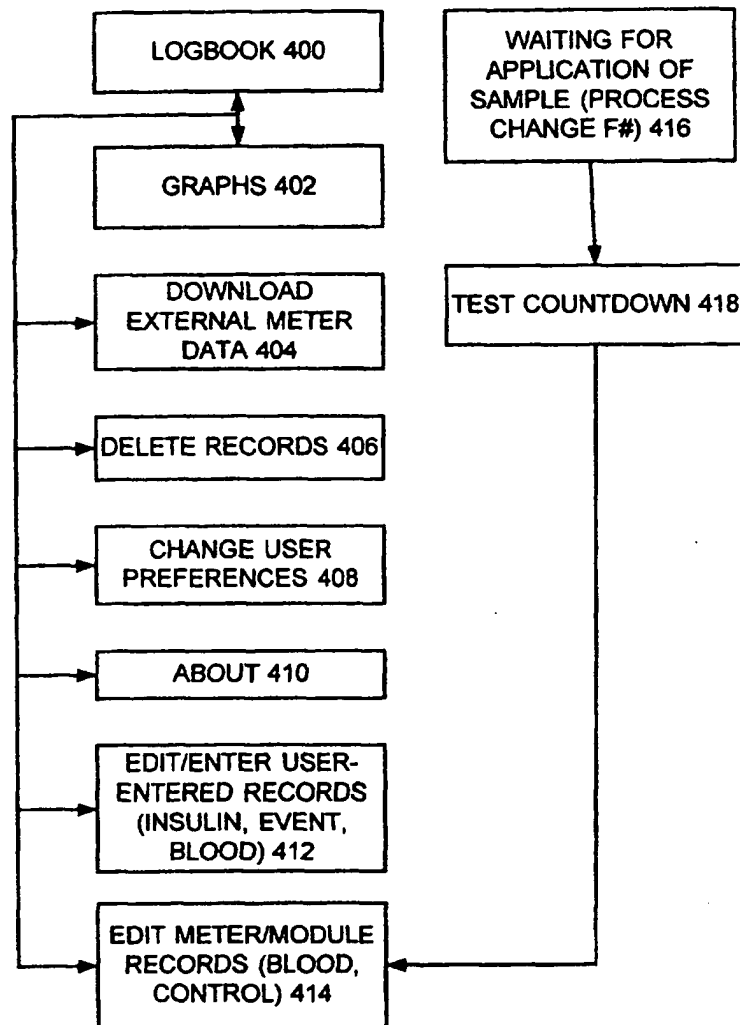 LOGBOOK 400
GRAPHS 402
DOWNLOAD
EXTERNAL METER
DATA 404
DELETE RECORDS 406
CHANGE USER
PREFERENCES 408
ABOUT 410
EDIT/ENTER USER-
ENTERED RECORDS
(INSULIN, EVENT,
BLOOD) 412
EDIT METER/MODULE
RECORDS (BLOOD,
CONTROL) 414
WAITING FOR
APPLICATION OF
SAMPLE (PROCESS
CHANGE F#) 416
TEST COUNTDOWN 418